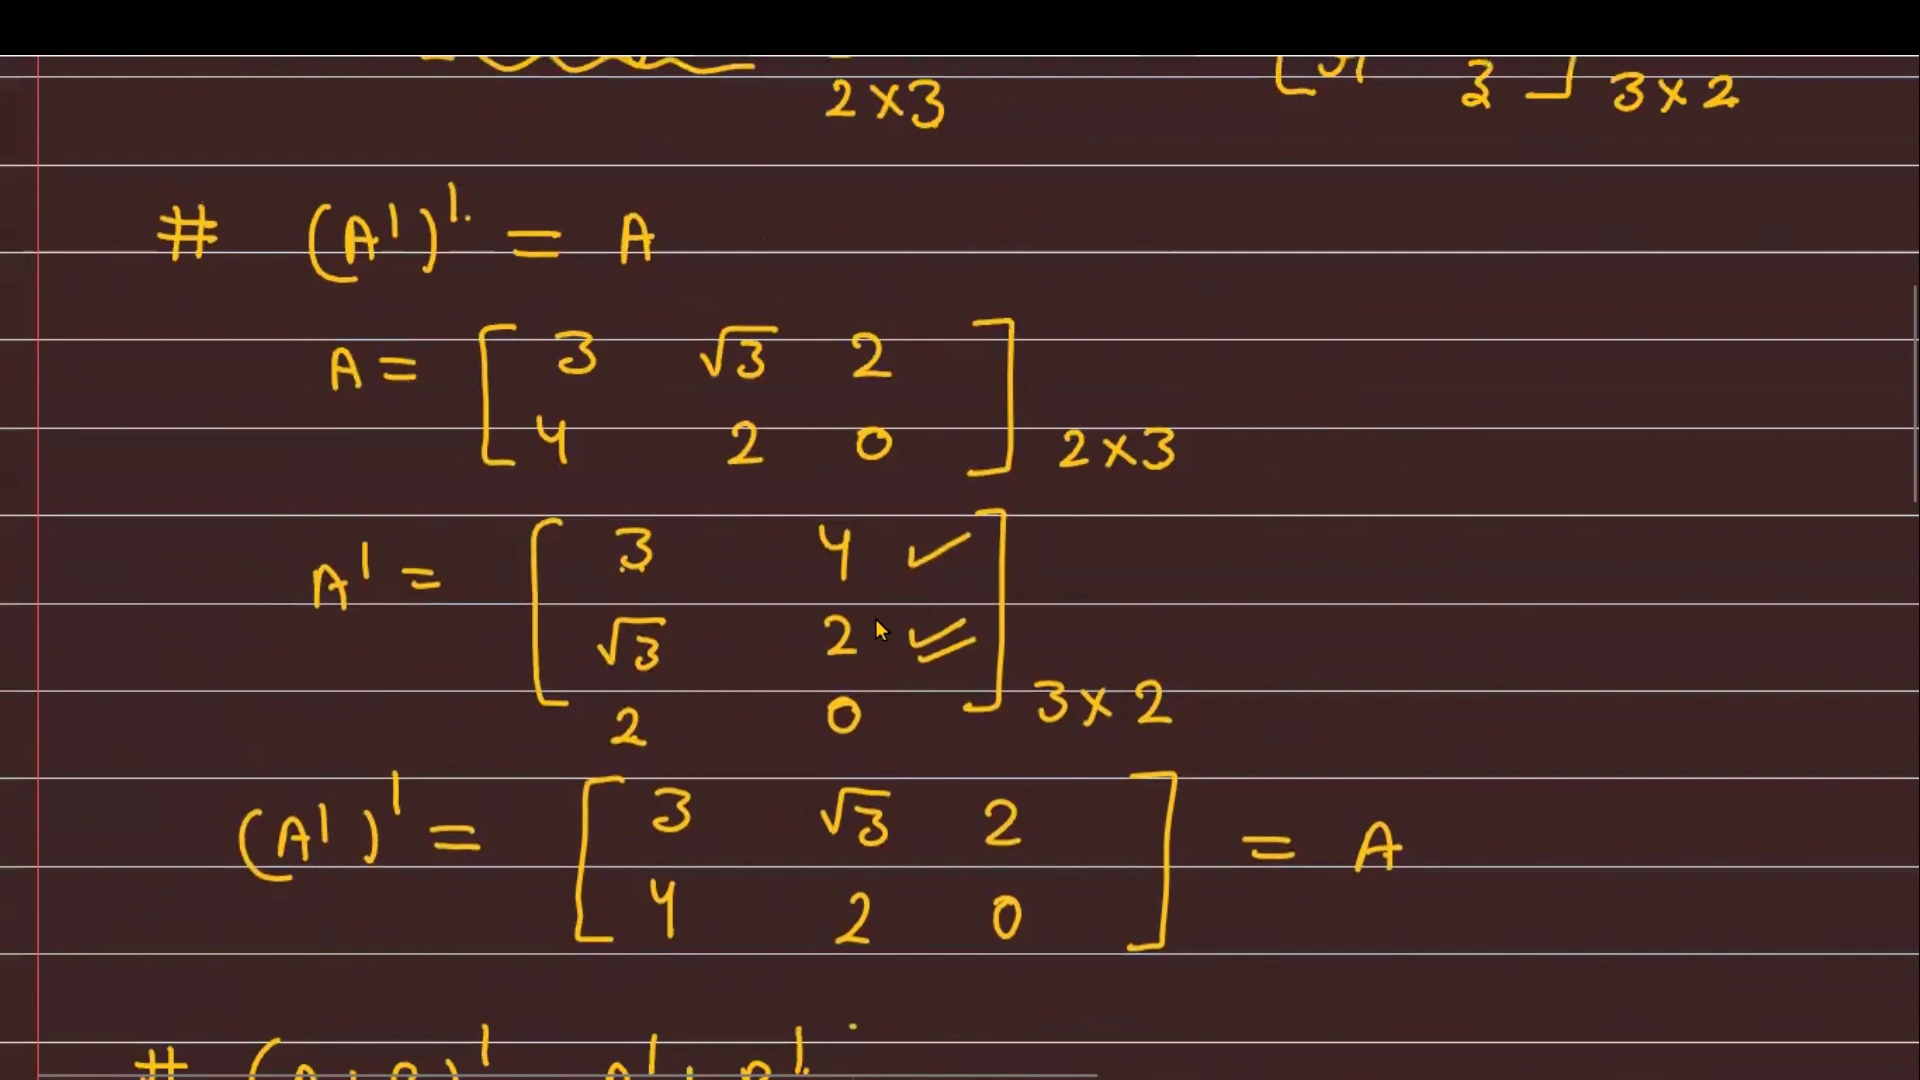 2×3
3 3×2
# (A')' = A
A = [ 3 √3 2
4 2 0 ] 2×3
A' = [ 3 4 ✓
√3 2 ✓
2 0 ] 3×2
(A')' = [ 3 √3 2
4 2 0 ] = A
# (A+B)' A'+B'